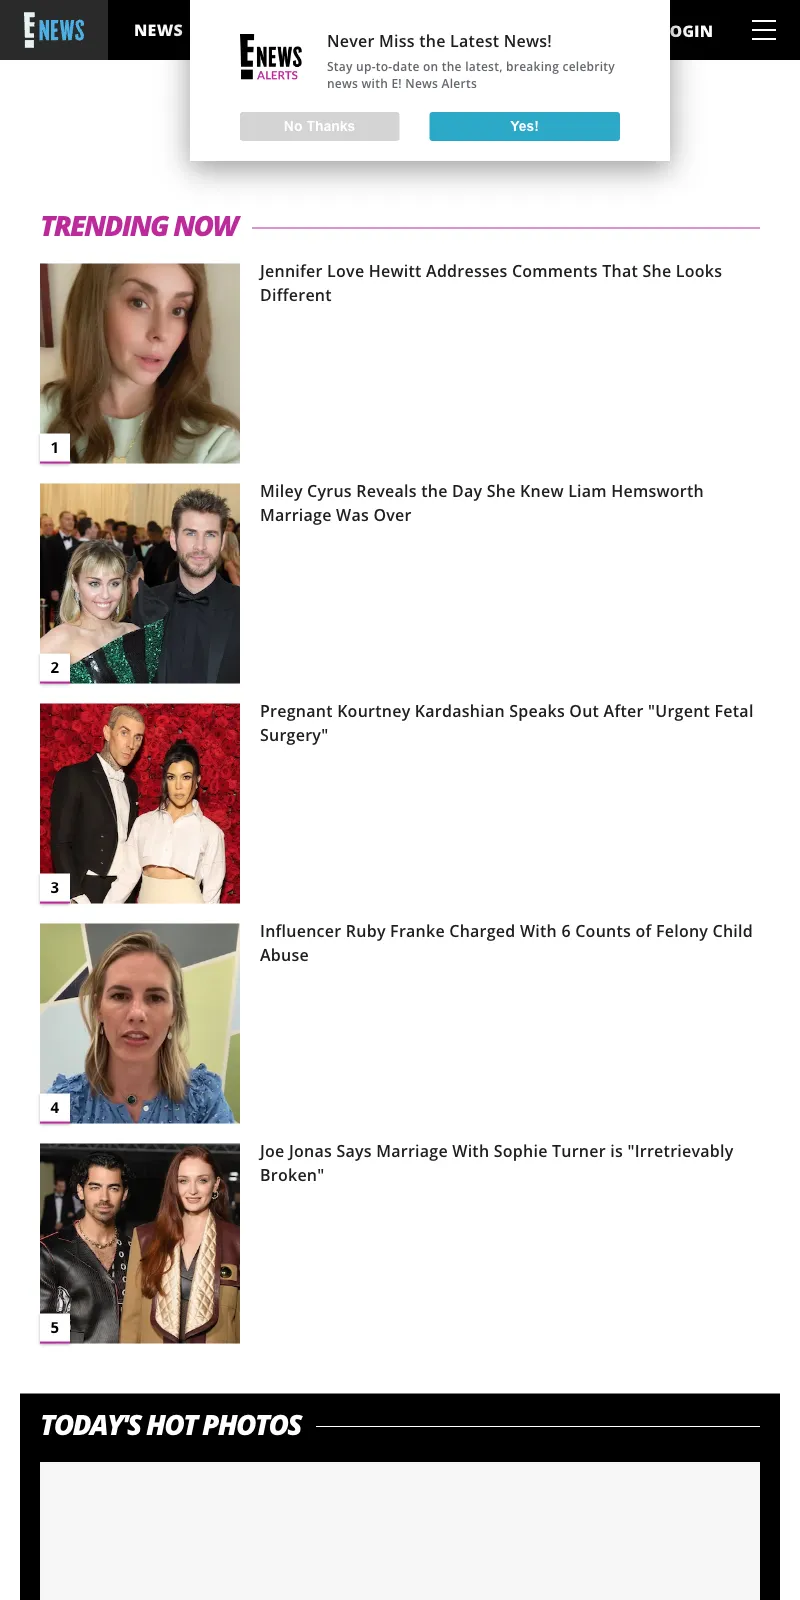 E! NEWS
NEWS
OGIN
E! NEWS
ALERTS
Never Miss the Latest News!
Stay up-to-date on the latest, breaking celebrity
news with E! News Alerts
No Thanks
Yes!
TRENDING NOW
Jennifer Love Hewitt Addresses Comments That She Looks
Different
1
Miley Cyrus Reveals the Day She Knew Liam Hemsworth
Marriage Was Over
2
Pregnant Kourtney Kardashian Speaks Out After "Urgent Fetal
Surgery"
3
Influencer Ruby Franke Charged With 6 Counts of Felony Child
Abuse
4
Joe Jonas Says Marriage With Sophie Turner is "Irretrievably
Broken"
5
TODAY'S HOT PHOTOS